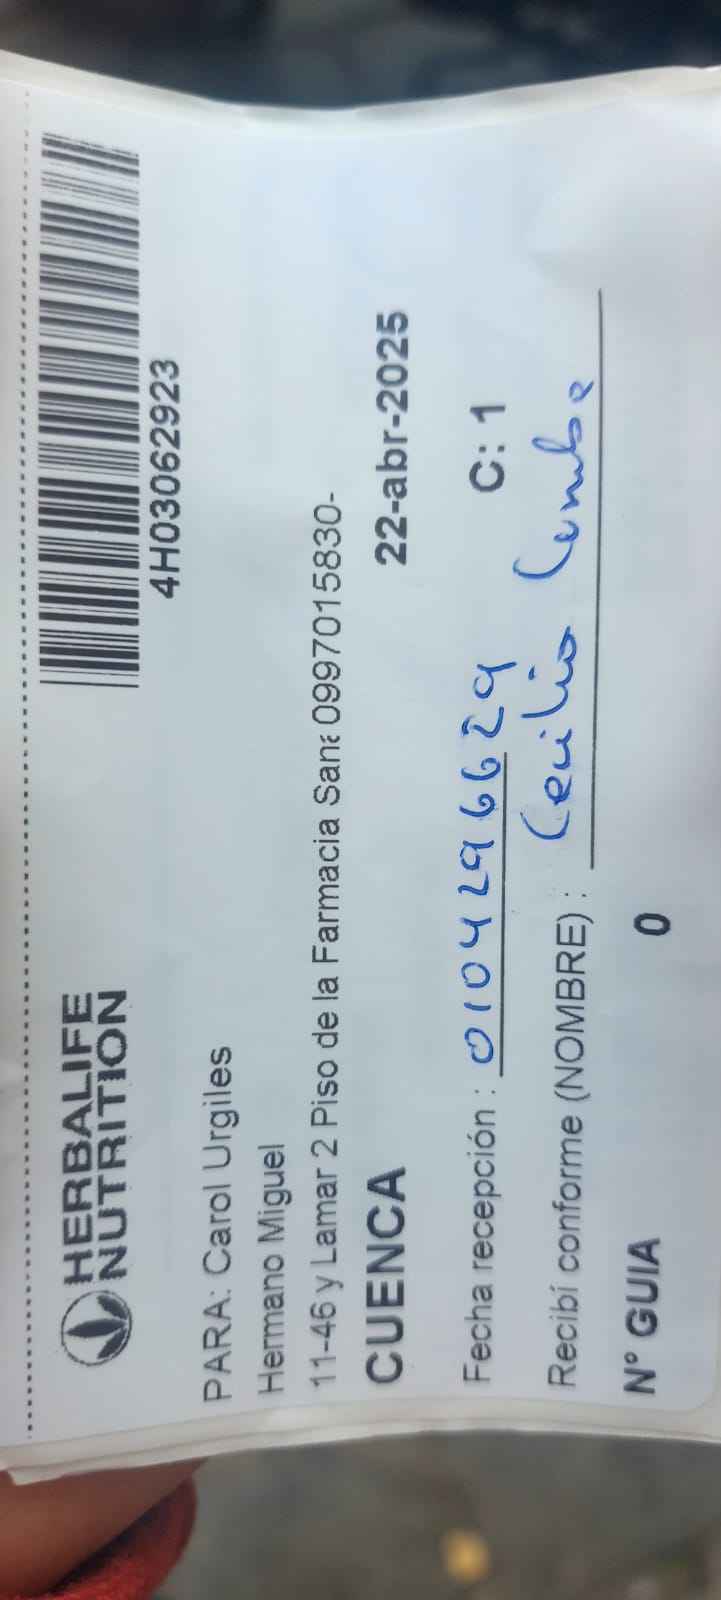 HERBALIFE
NUTRITION
4H03062923
PARA: Carol Urgiles
Hermano Miguel
11-46 y Lamar 2 Piso de la Farmacia Sana 0997015830-
CUENCA 22-abr-2025
Fecha recepción : 0104296629 C: 1
Recibí conforme (NOMBRE) : Cecilia
N° GUIA 0